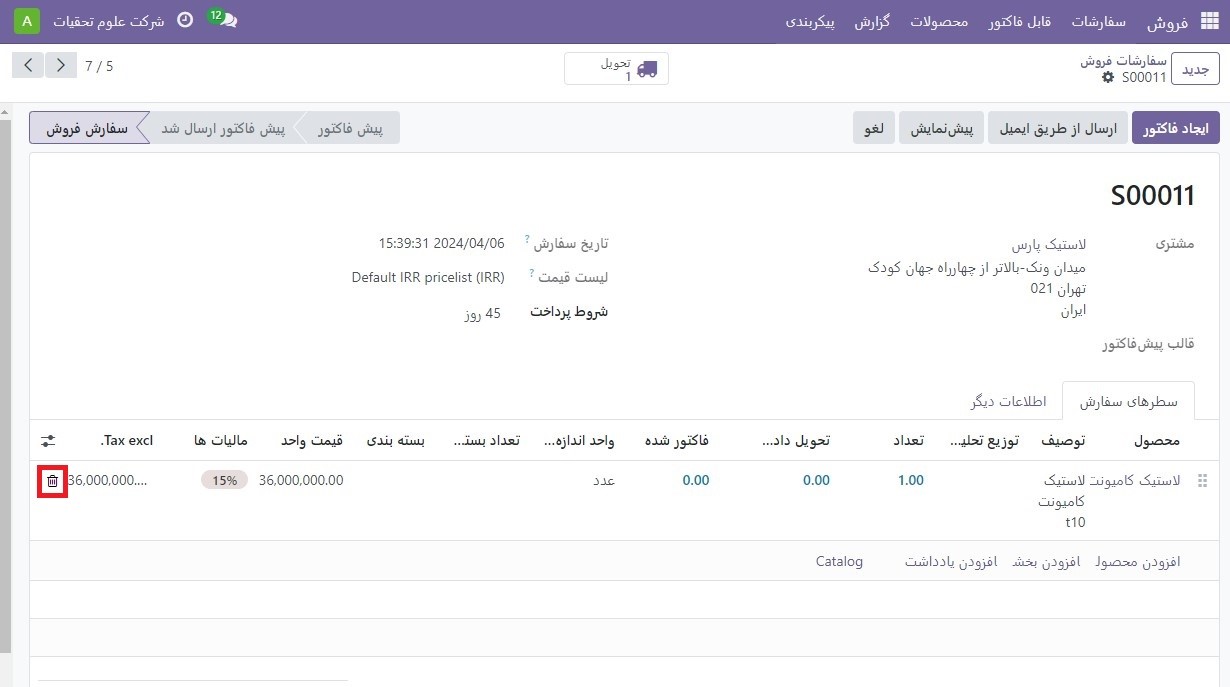 فروش سفارشات قابل فاکتور محصولات گزارش پیکربندی 12 شرکت علوم تحقیات A
جدید سفارشات فروش
S00011
تحویل
1
7 / 5
ایجاد فاکتور ارسال از طریق ایمیل پیش‌نمایش لغو پیش فاکتور پیش فاکتور ارسال شد سفارش فروش
S00011
مشتری لاستیک پارس
میدان ونک-بالاتر از چهارراه جهان کودک
تهران 021
ایران
قالب پیش‌فاکتور
تاریخ سفارش ? 2024/04/06 15:39:31
لیست قیمت ? Default IRR pricelist (IRR)
شروط پرداخت 45 روز
سطرهای سفارش اطلاعات دیگر
محصول توصیف توزیع تحلیـ... تعداد تحویل داد... فاکتور شده واحد اندازه... تعداد بستـ... بسته بندی قیمت واحد مالیات ها Tax excl.
لاستیک کامیونت لاستیک 1.00 0.00 0.00 عدد 36,000,000.00 15% 36,000,000....
کامیونت
t10
افزودن محصول افزودن بخش افزودن یادداشت Catalog